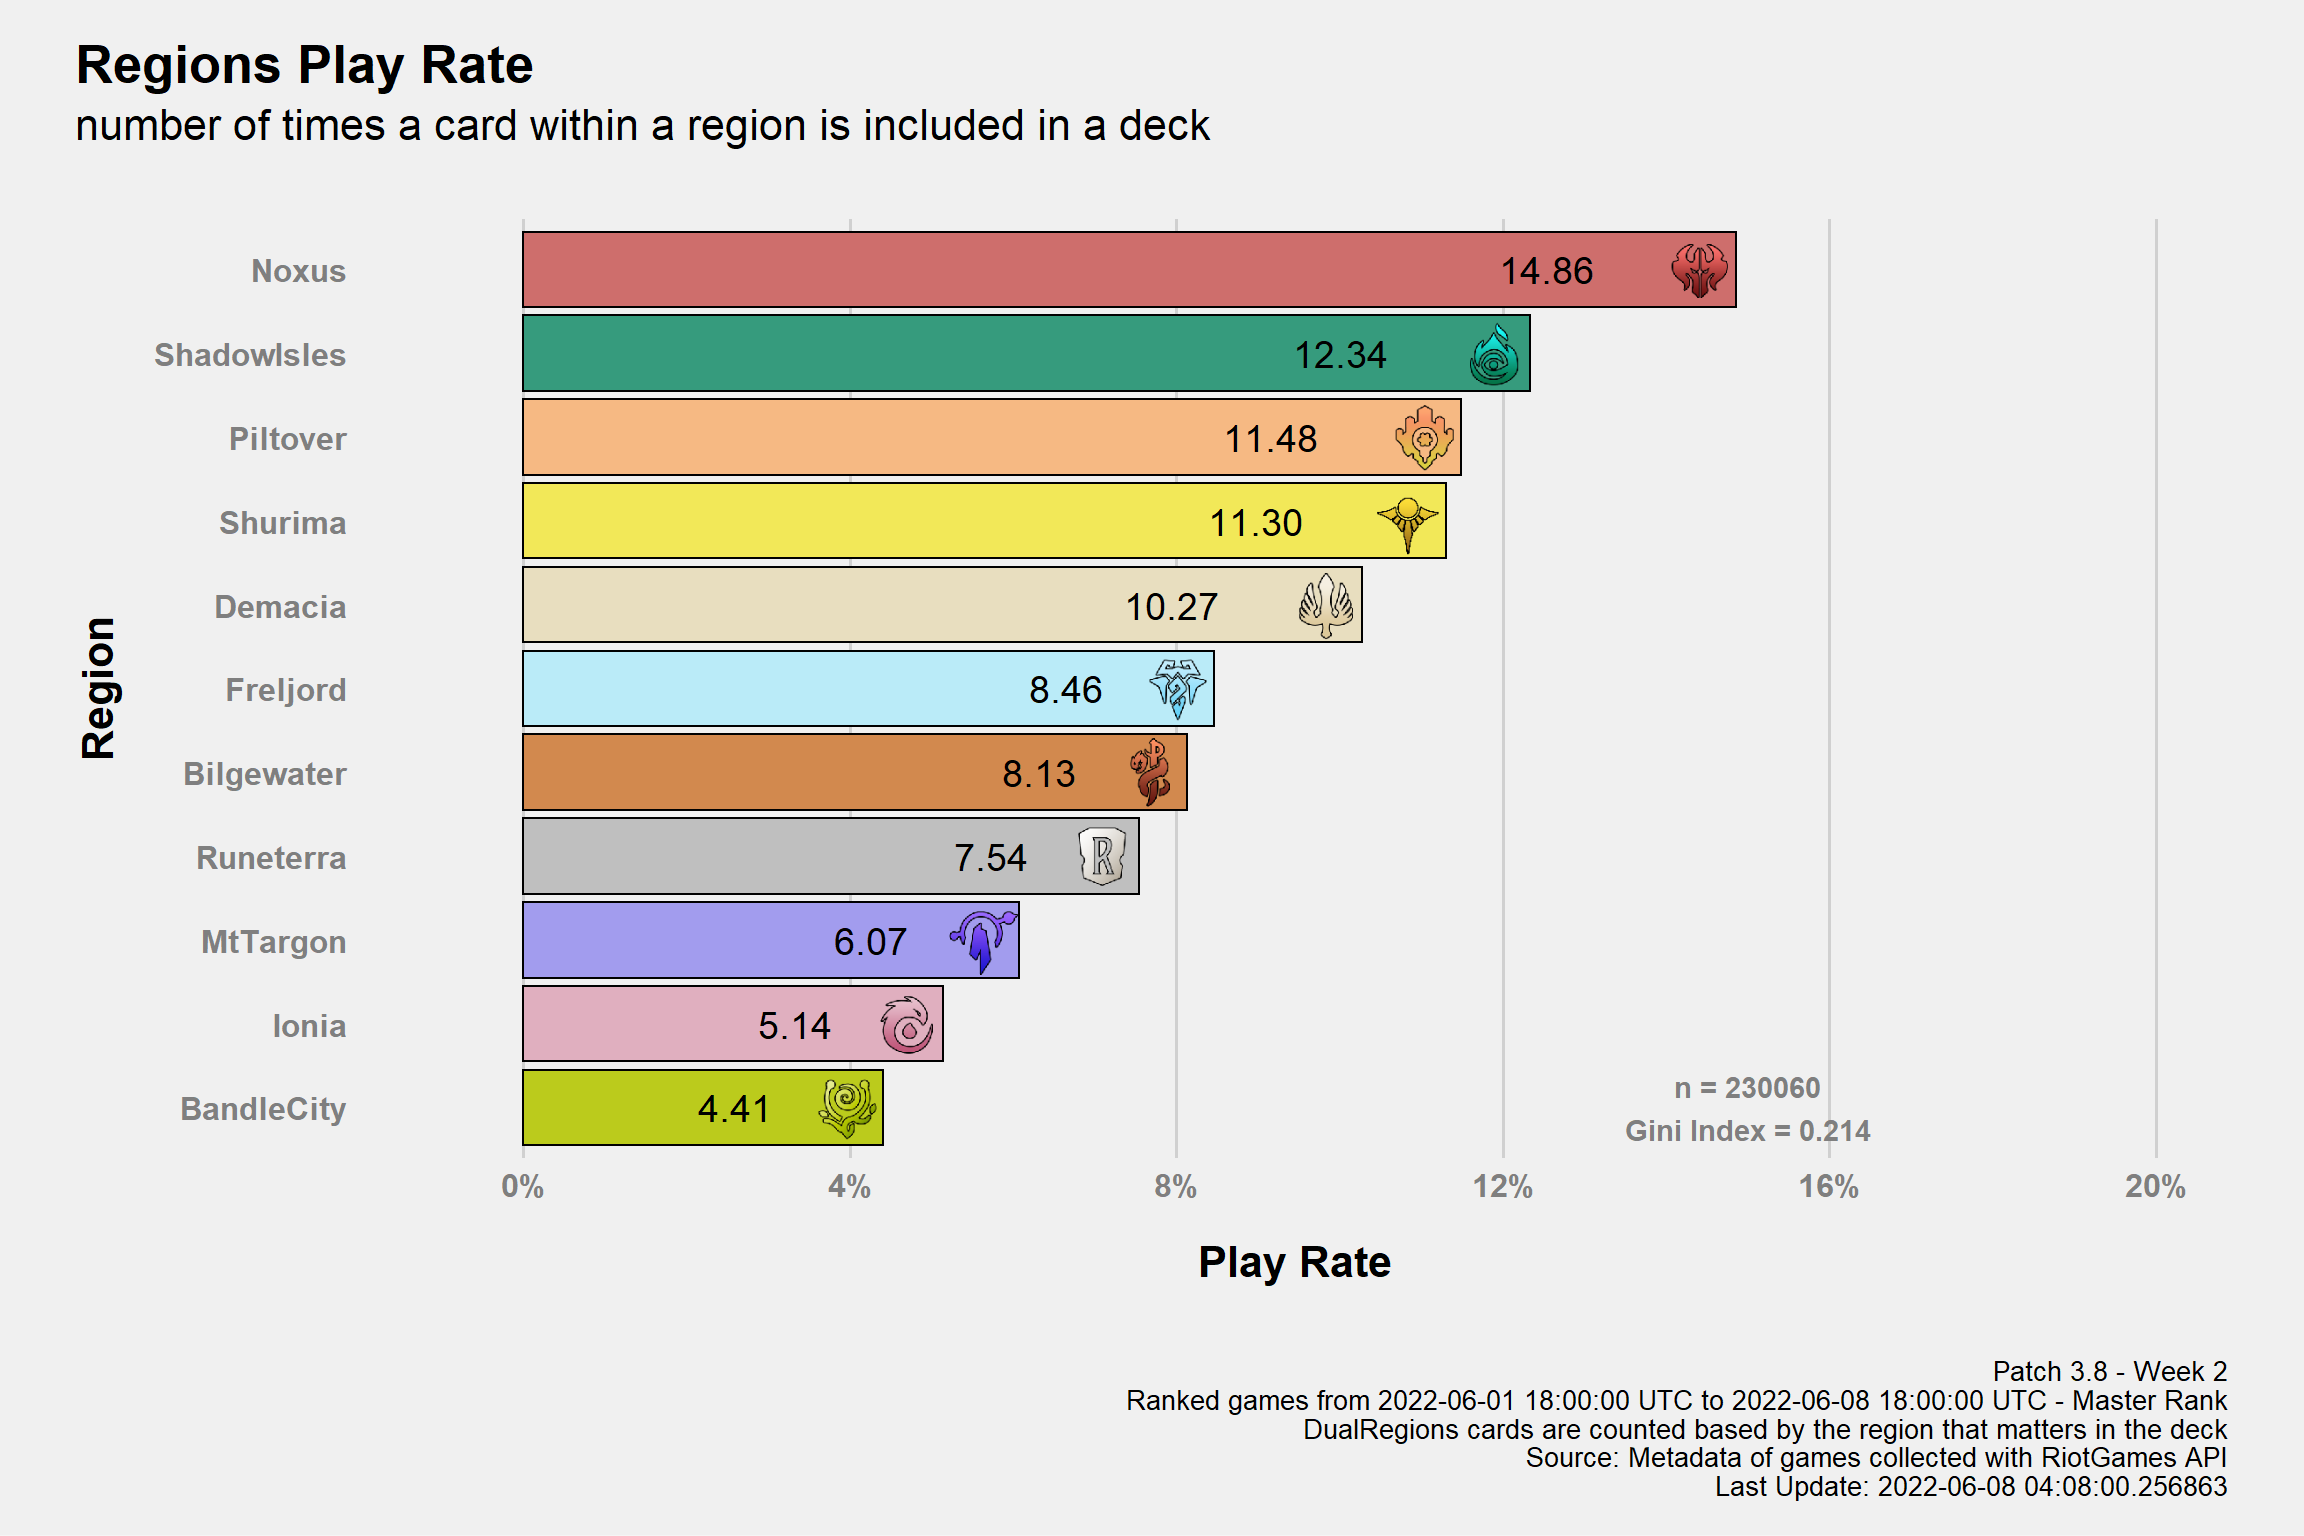 Regions Play Rate
number of times a card within a region is included in a deck
Region
Noxus 14.86
ShadowIsles 12.34
Piltover 11.48
Shurima 11.30
Demacia 10.27
Freljord 8.46
Bilgewater 8.13
Runeterra 7.54 R
MtTargon 6.07
Ionia 5.14
BandleCity 4.41
n = 230060
Gini Index = 0.214
0% 4% 8% 12% 16% 20%
Play Rate
Patch 3.8 - Week 2
Ranked games from 2022-06-01 18:00:00 UTC to 2022-06-08 18:00:00 UTC - Master Rank
DualRegions cards are counted based by the region that matters in the deck
Source: Metadata of games collected with RiotGames API
Last Update: 2022-06-08 04:08:00.256863